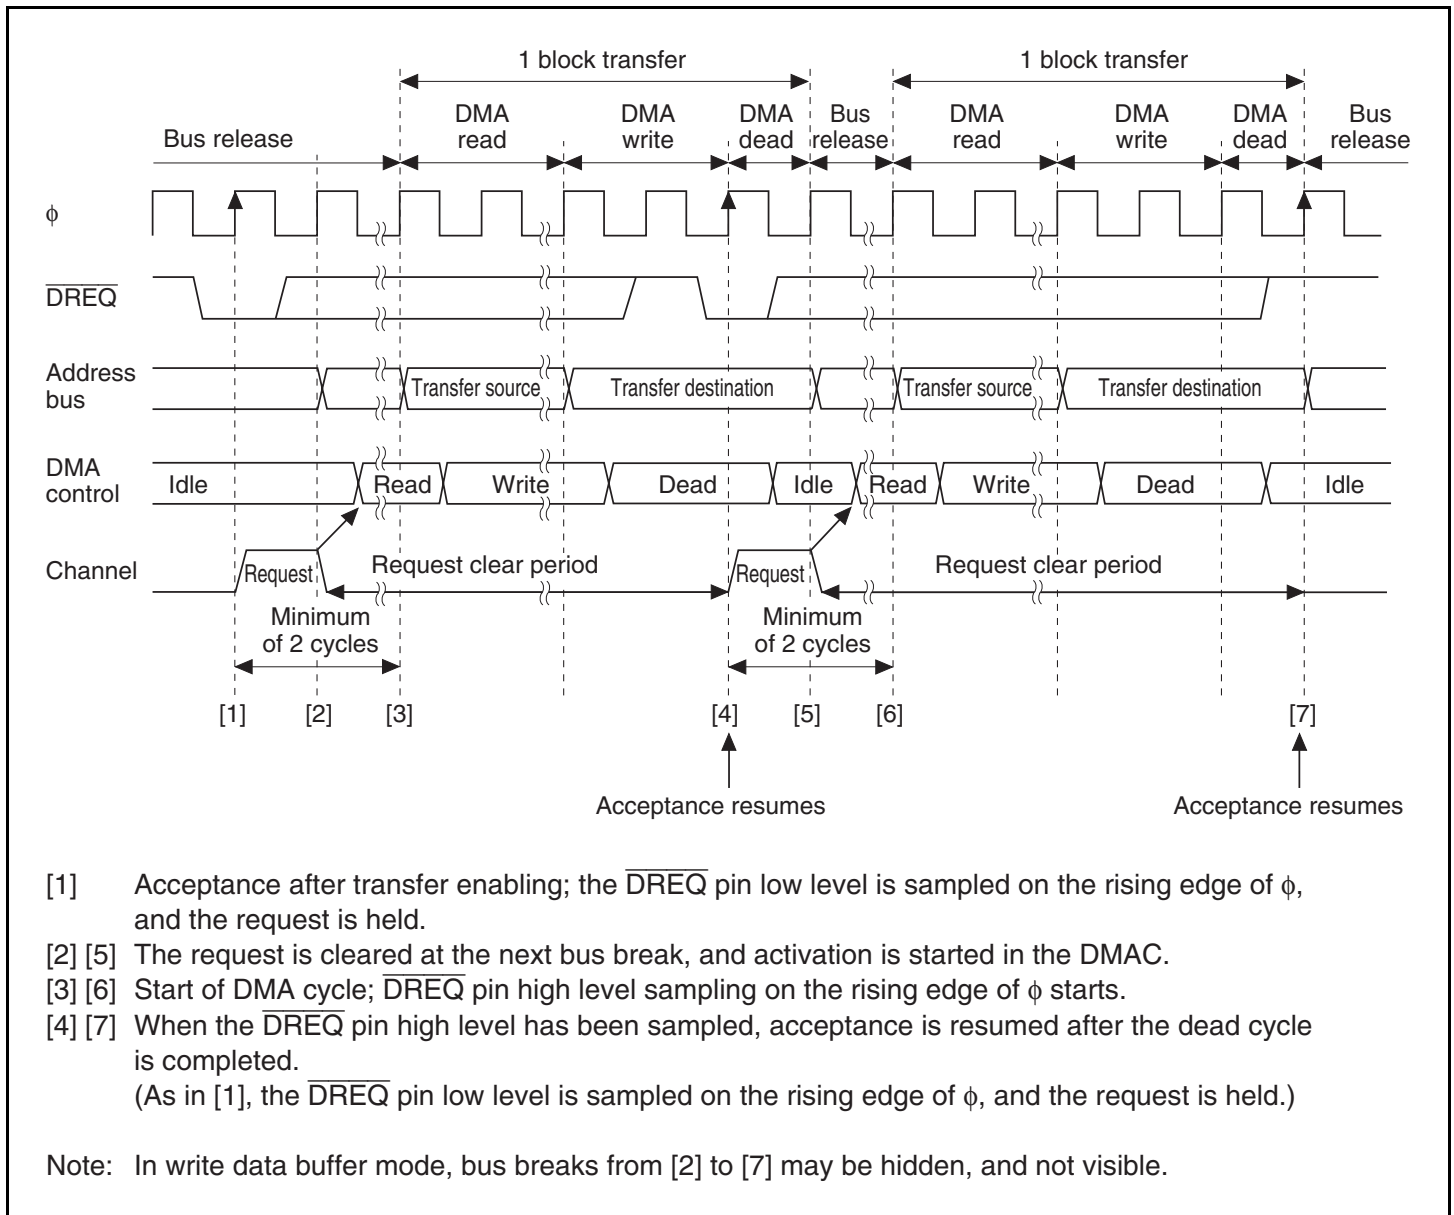 1 block transfer 1 block transfer
Bus release DMA read DMA write DMA dead Bus release DMA read DMA write DMA dead Bus release
ϕ
D̅R̅E̅Q̅
Address bus Transfer source Transfer destination Transfer source Transfer destination
DMA control Idle Read Write Dead Idle Read Write Dead Idle
Channel Request Request clear period Request Request clear period
Minimum of 2 cycles Minimum of 2 cycles
[1] [2] [3] [4] [5] [6] [7]
Acceptance resumes Acceptance resumes
[1] Acceptance after transfer enabling; the D̅R̅E̅Q̅ pin low level is sampled on the rising edge of ϕ,
and the request is held.
[2] [5] The request is cleared at the next bus break, and activation is started in the DMAC.
[3] [6] Start of DMA cycle; D̅R̅E̅Q̅ pin high level sampling on the rising edge of ϕ starts.
[4] [7] When the D̅R̅E̅Q̅ pin high level has been sampled, acceptance is resumed after the dead cycle
is completed.
(As in [1], the D̅R̅E̅Q̅ pin low level is sampled on the rising edge of ϕ, and the request is held.)
Note: In write data buffer mode, bus breaks from [2] to [7] may be hidden, and not visible.